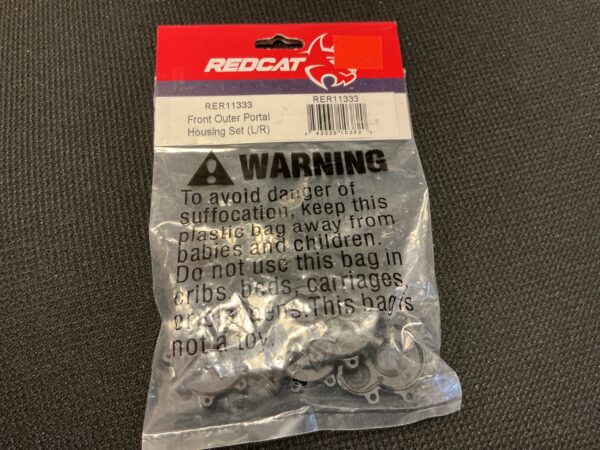 REDCAT
RER11333
Front Outer Portal
Housing Set (L/R)
RER11333
WARNING
To avoid danger of
suffocation, keep this
plastic bag away from
babies and children.
Do not use this bag in
cribs, beds, carriages,
This bag is
not a toy.